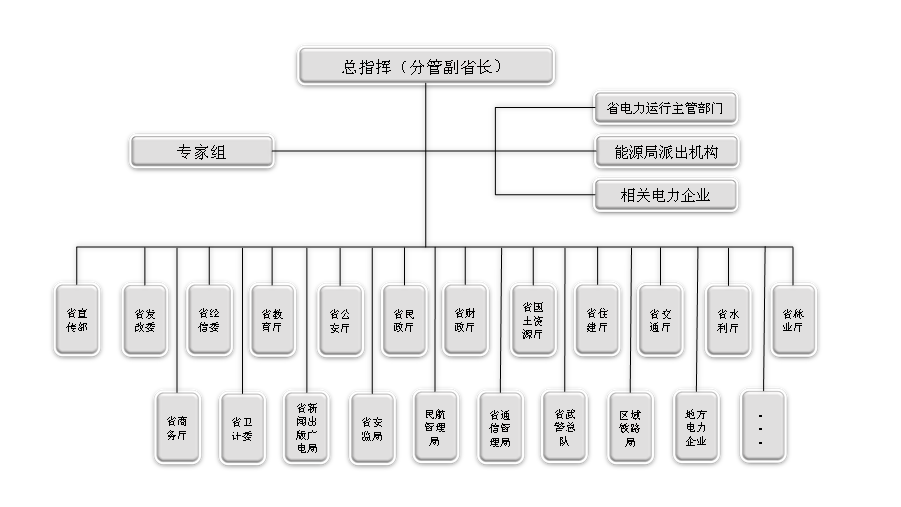 总指挥（分管副省长）
省电力运行主管部门
专家组
能源局派出机构
相关电力企业
省宣
传部
省发
改委
省经
信委
省教
育厅
省公
安厅
省民
政厅
省财
政厅
省国
土资
源厅
省住
建厅
省交
通厅
省水
利厅
省林
业厅
省商
务厅
省卫
计委
省新
闻出
版广
电局
省安
监局
民航
管理
局
省通
信管
理局
省武
警总
队
区域
铁路
局
地方
电力
企业
-
-
-